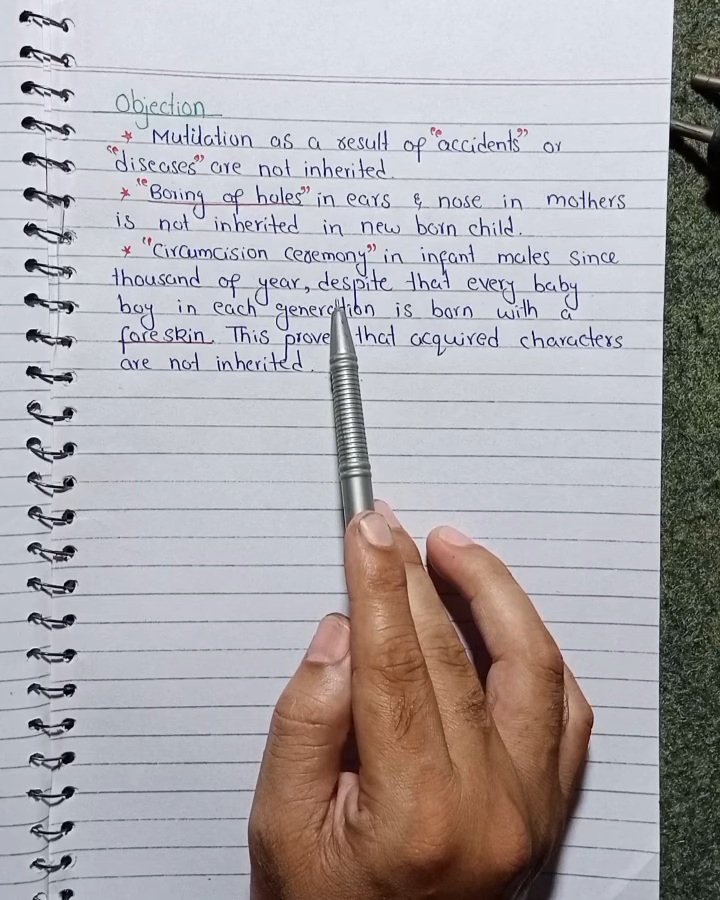 Objection
* Mutilation as a result of "accidents" or
"diseases" are not inherited.
* "Boring of holes" in ears & nose in mothers
is not inherited in new born child.
* "Circumcision ceremony" in infant males since
thousand of year, despite that every baby
boy in each generation is born with a
foreskin. This prove that acquired characters
are not inherited.